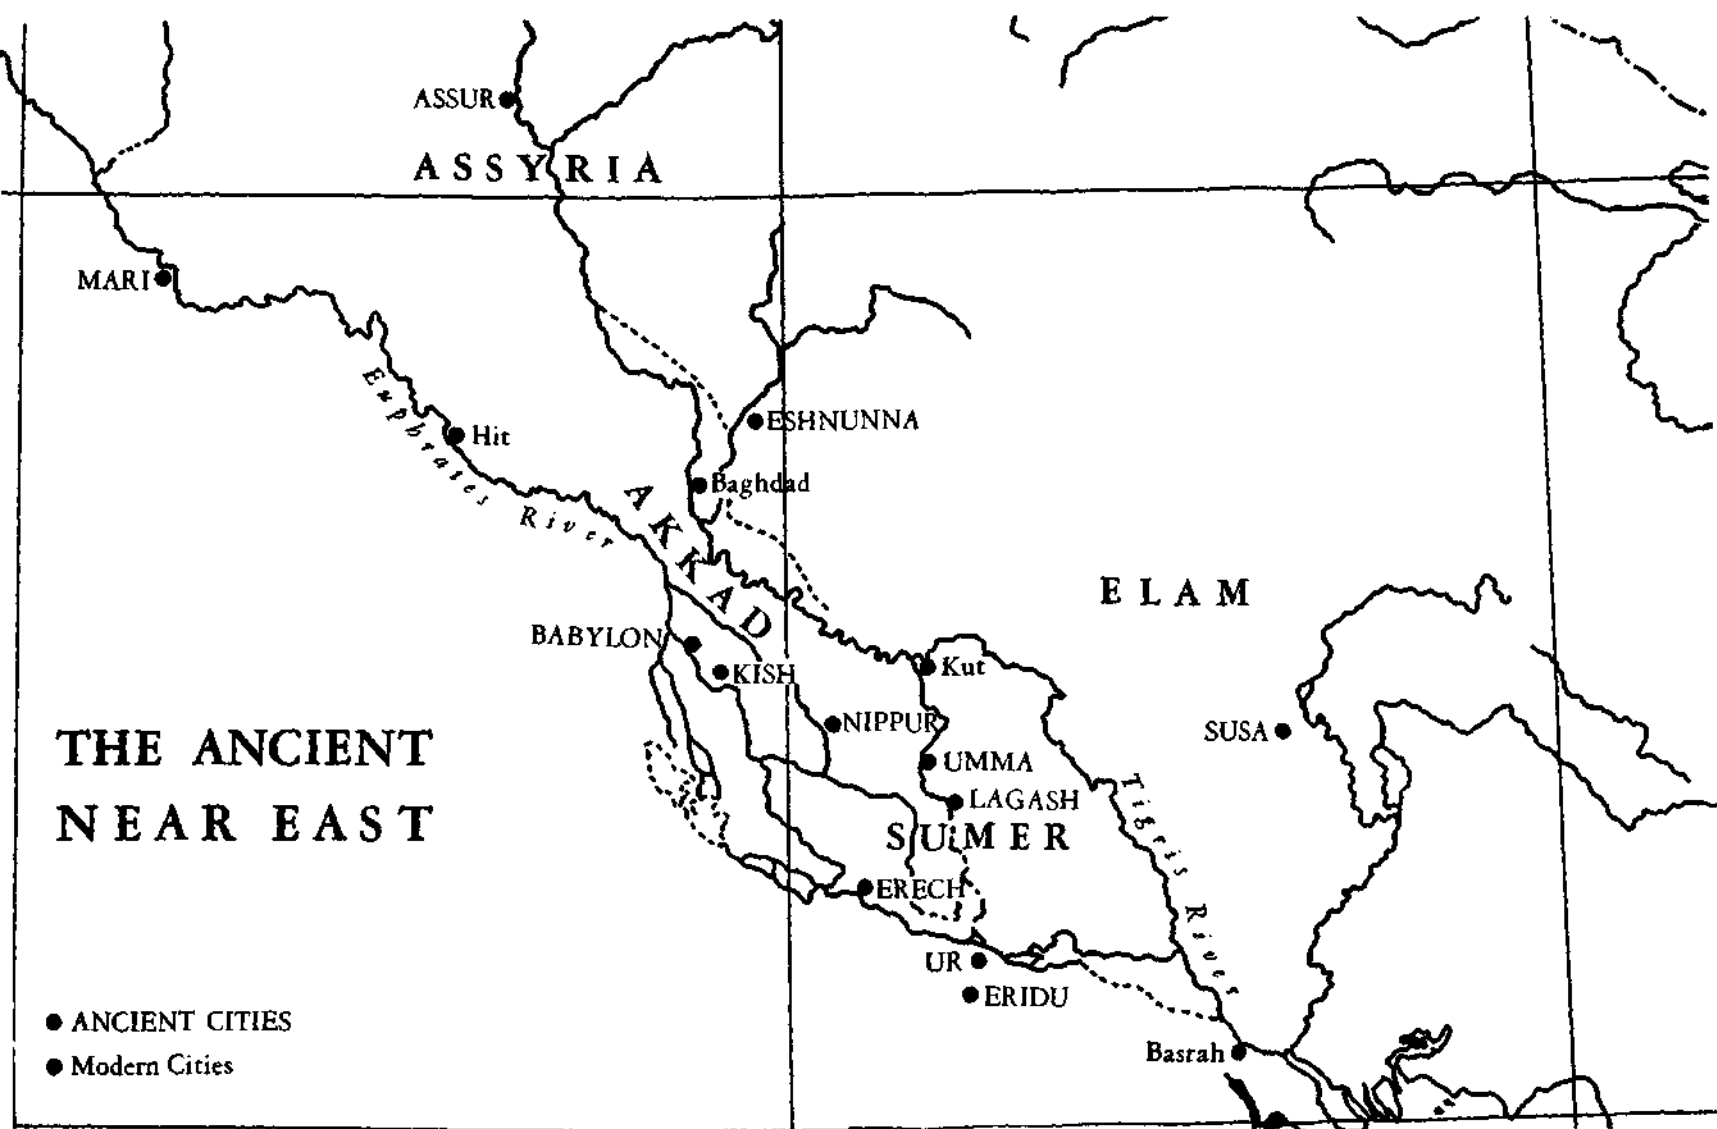 ASSUR
ASSYRIA
MARI
Euphrates River
Hit
ESHNUNNA
Baghdad
AKKAD
ELAM
BABYLON
KISH
Kut
NIPPUR
SUSA
THE ANCIENT
NEAR EAST
UMMA
LAGASH
SUMER
Tigris River
ERECH
UR
ERIDU
ANCIENT CITIES
Modern Cities
Basrah